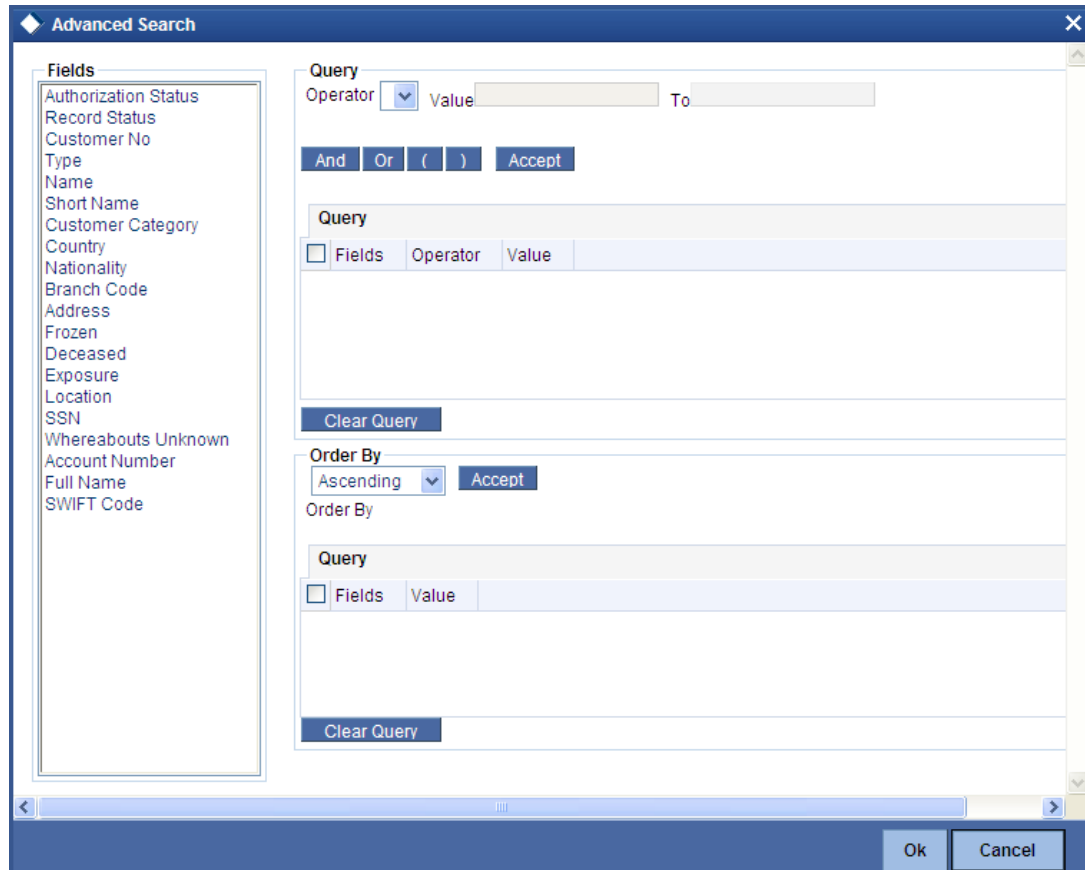 Advanced Search
Fields
Authorization Status
Record Status
Customer No
Type
Name
Short Name
Customer Category
Country
Nationality
Branch Code
Address
Frozen
Deceased
Exposure
Location
SSN
Whereabouts Unknown
Account Number
Full Name
SWIFT Code
Query
Operator Value To
And Or ( ) Accept
Query
Fields Operator Value
Clear Query
Order By
Ascending Accept
Order By
Query
Fields Value
Clear Query
Ok Cancel